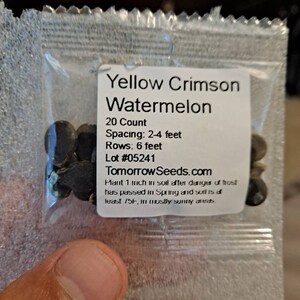 Yellow Crimson
Watermelon
20 Count
Spacing: 2-4 feet
Rows: 6 feet
Lot #05241
TomorrowSeeds.com
Plant 1 inch in soil after danger of frost
has passed in Spring and soil is at
least 75F, in mostly sunny areas